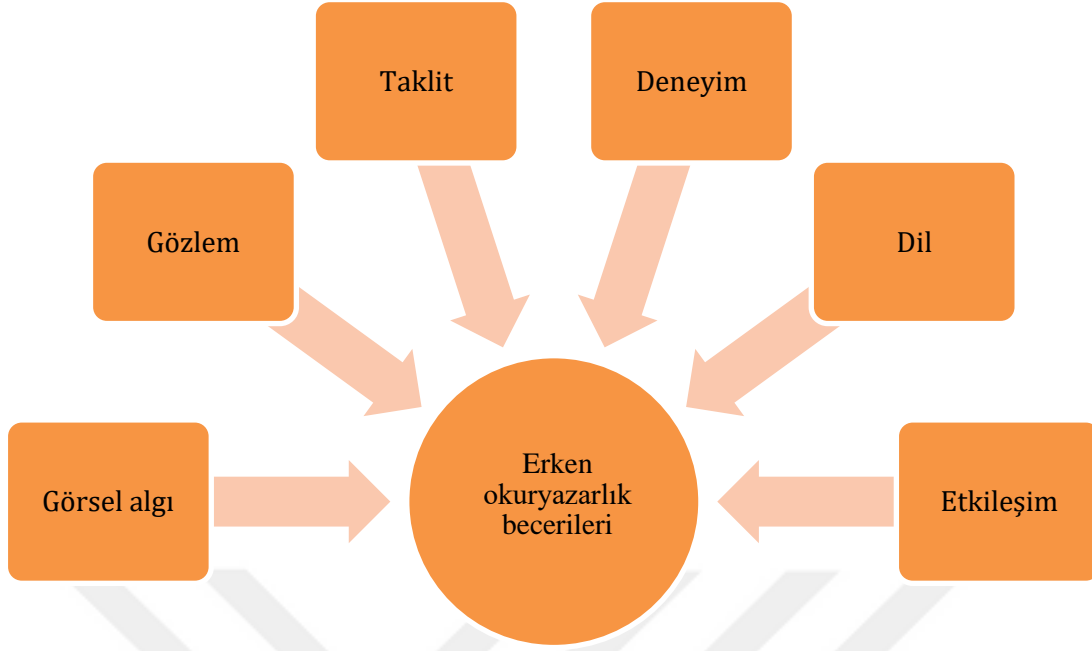 Taklit
Deneyim
Gözlem
Dil
Görsel algı
Erken
okuryazarlık
becerileri
Etkileşim